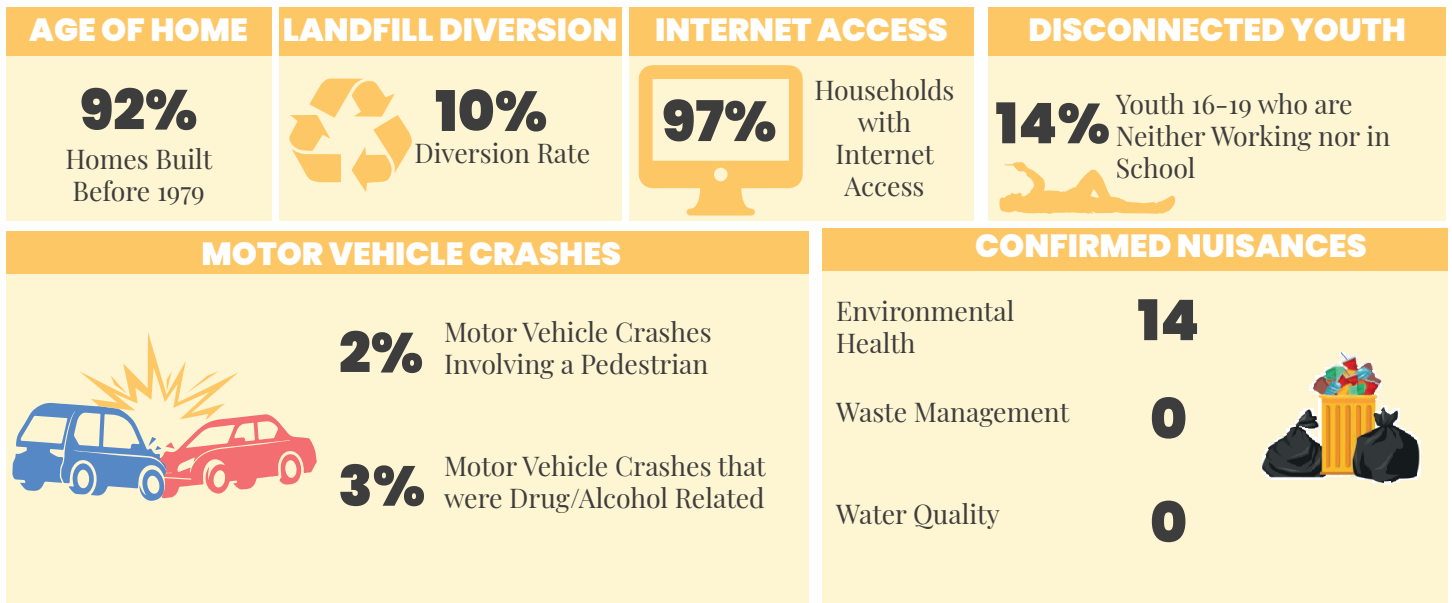 AGE OF HOME
92%
Homes Built
Before 1979
LANDFILL DIVERSION
10%
Diversion Rate
INTERNET ACCESS
97%
Households
with
Internet
Access
DISCONNECTED YOUTH
14%
Youth 16-19 who are
Neither Working nor in
School
MOTOR VEHICLE CRASHES
2%
Motor Vehicle Crashes
Involving a Pedestrian
3%
Motor Vehicle Crashes that
were Drug/Alcohol Related
CONFIRMED NUISANCES
Environmental
Health
14
Waste Management
0
Water Quality
0